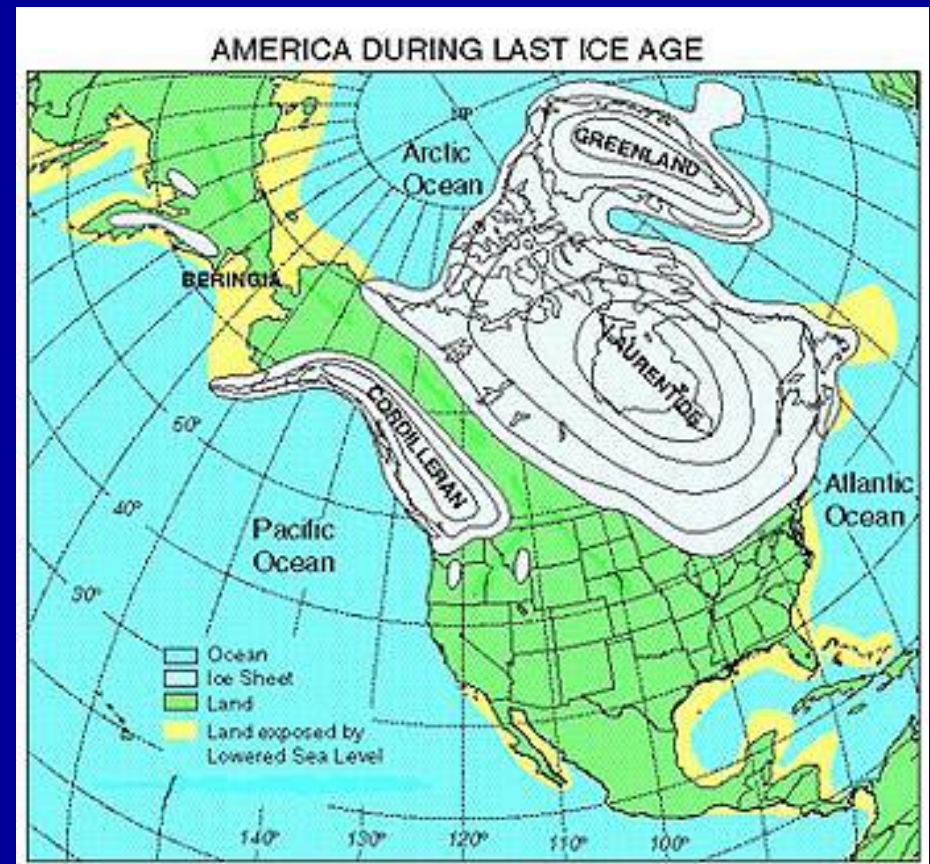 AMERICA DURING LAST ICE AGE
GREENLAND
Arctic
Ocean
BERINGIA
LAURENTIDE
CORDILLERAN
50°
Atlantic
Ocean
40°
Pacific
Ocean
30°
Ocean
Ice Sheet
Land
Land exposed by
Lowered Sea Level
140°
130°
120°
110°
100°